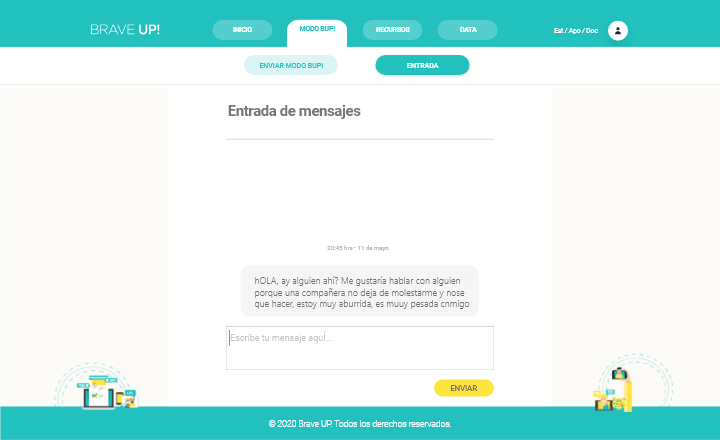 BRAVE UP!
INICIO
MODO BUP!
RECURSOS
DATA
Est / Apo / Doc
ENVIAR MODO BUP!
ENTRADA
Entrada de mensajes
20:45 hrs - 11 de mayo
hOLA, ay alguien ahí? Me gustaría hablar con alguien
porque una compañera no deja de molestarme y nose
que hacer, estoy muy aburrida, es muuy pesada cnmigo
Escribe tu mensaje aquÍ...
ENVIAR
© 2020 Brave UP. Todos los derechos reservados.